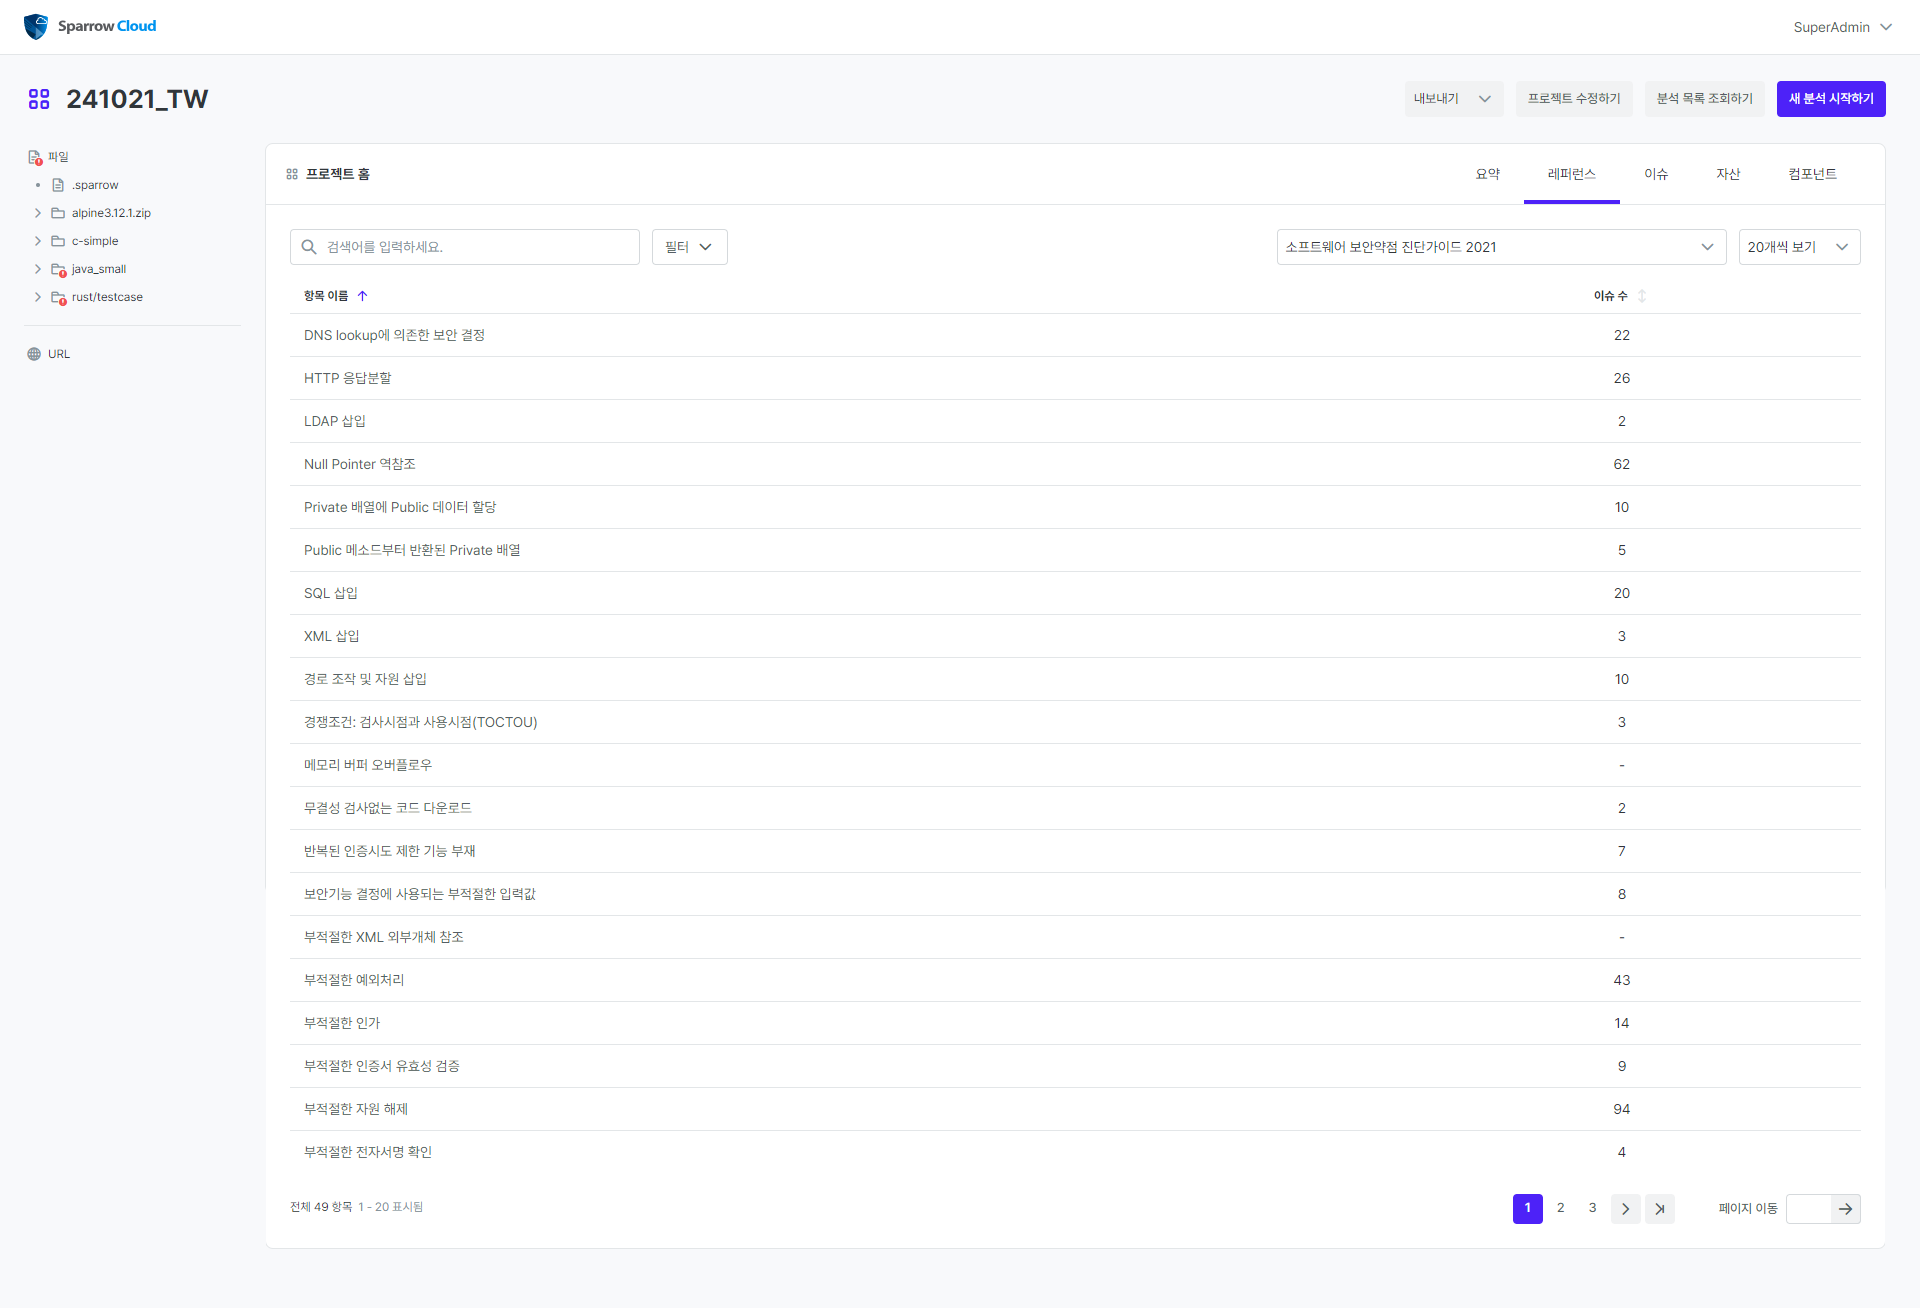 Sparrow Cloud
SuperAdmin
241021_TW
내보내기
프로젝트 수정하기
분석 목록 조회하기
새 분석 시작하기
파일
.sparrow
alpine3.12.1.zip
c-simple
java_small
rust/testcase
URL
프로젝트 홈
요약
레퍼런스
이슈
자산
컴포넌트
검색어를 입력하세요.
필터
소프트웨어 보안약점 진단가이드 2021
20개씩 보기
항목 이름
이슈 수
DNS lookup에 의존한 보안 결정 22
HTTP 응답분할 26
LDAP 삽입 2
Null Pointer 역참조 62
Private 배열에 Public 데이터 할당 10
Public 메소드부터 반환된 Private 배열 5
SQL 삽입 20
XML 삽입 3
경로 조작 및 자원 삽입 10
경쟁조건: 검사시점과 사용시점(TOCTOU) 3
메모리 버퍼 오버플로우 -
무결성 검사없는 코드 다운로드 2
반복된 인증시도 제한 기능 부재 7
보안기능 결정에 사용되는 부적절한 입력값 8
부적절한 XML 외부개체 참조 -
부적절한 예외처리 43
부적절한 인가 14
부적절한 인증서 유효성 검증 9
부적절한 자원 해제 94
부적절한 전자서명 확인 4
전체 49 항목 1 - 20 표시됨
1 2 3
페이지 이동